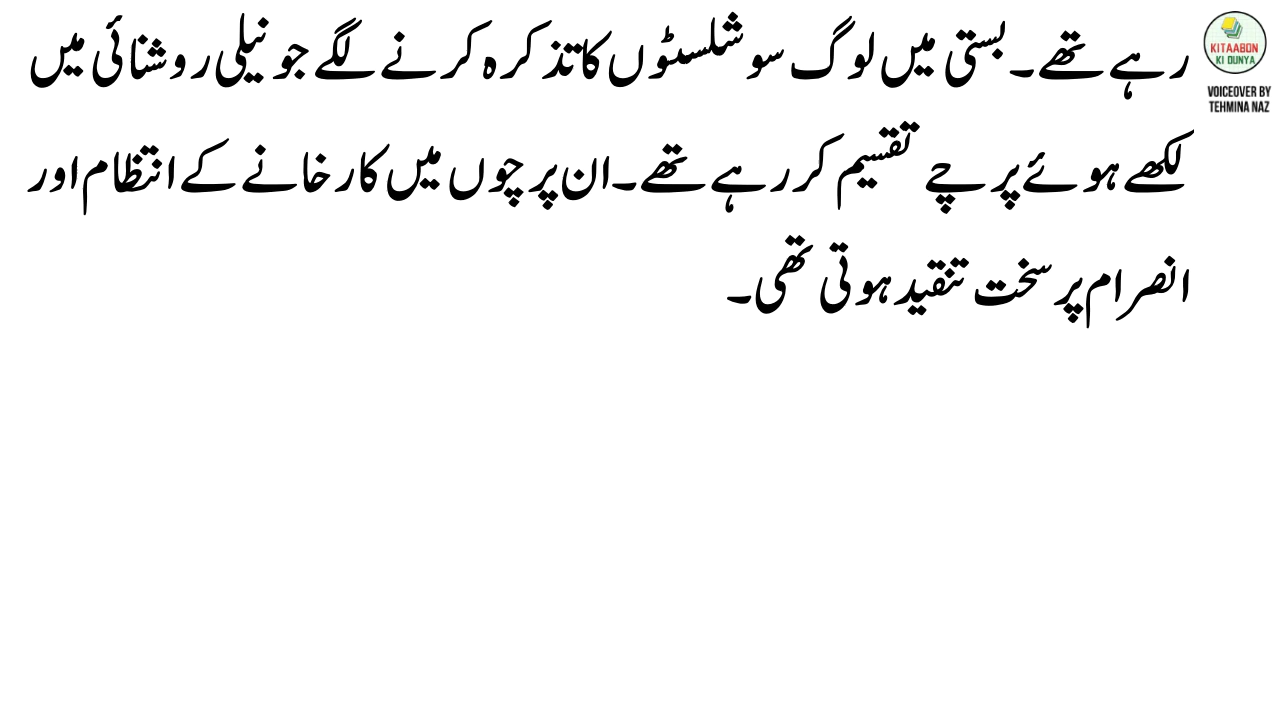 رہے تھے۔ بستی میں لوگ سوشلسٹوں کا تذکرہ کرنے لگے جو نیلی روشنائی میں
لکھے ہوئے پرچے تقسیم کر رہے تھے۔ ان پرچوں میں کارخانے کے انتظام اور
انصرام پر سخت تنقید ہوتی تھی۔
KITAABON
KI DUNYA
VOICEOVER BY
TEHMINA NAZ